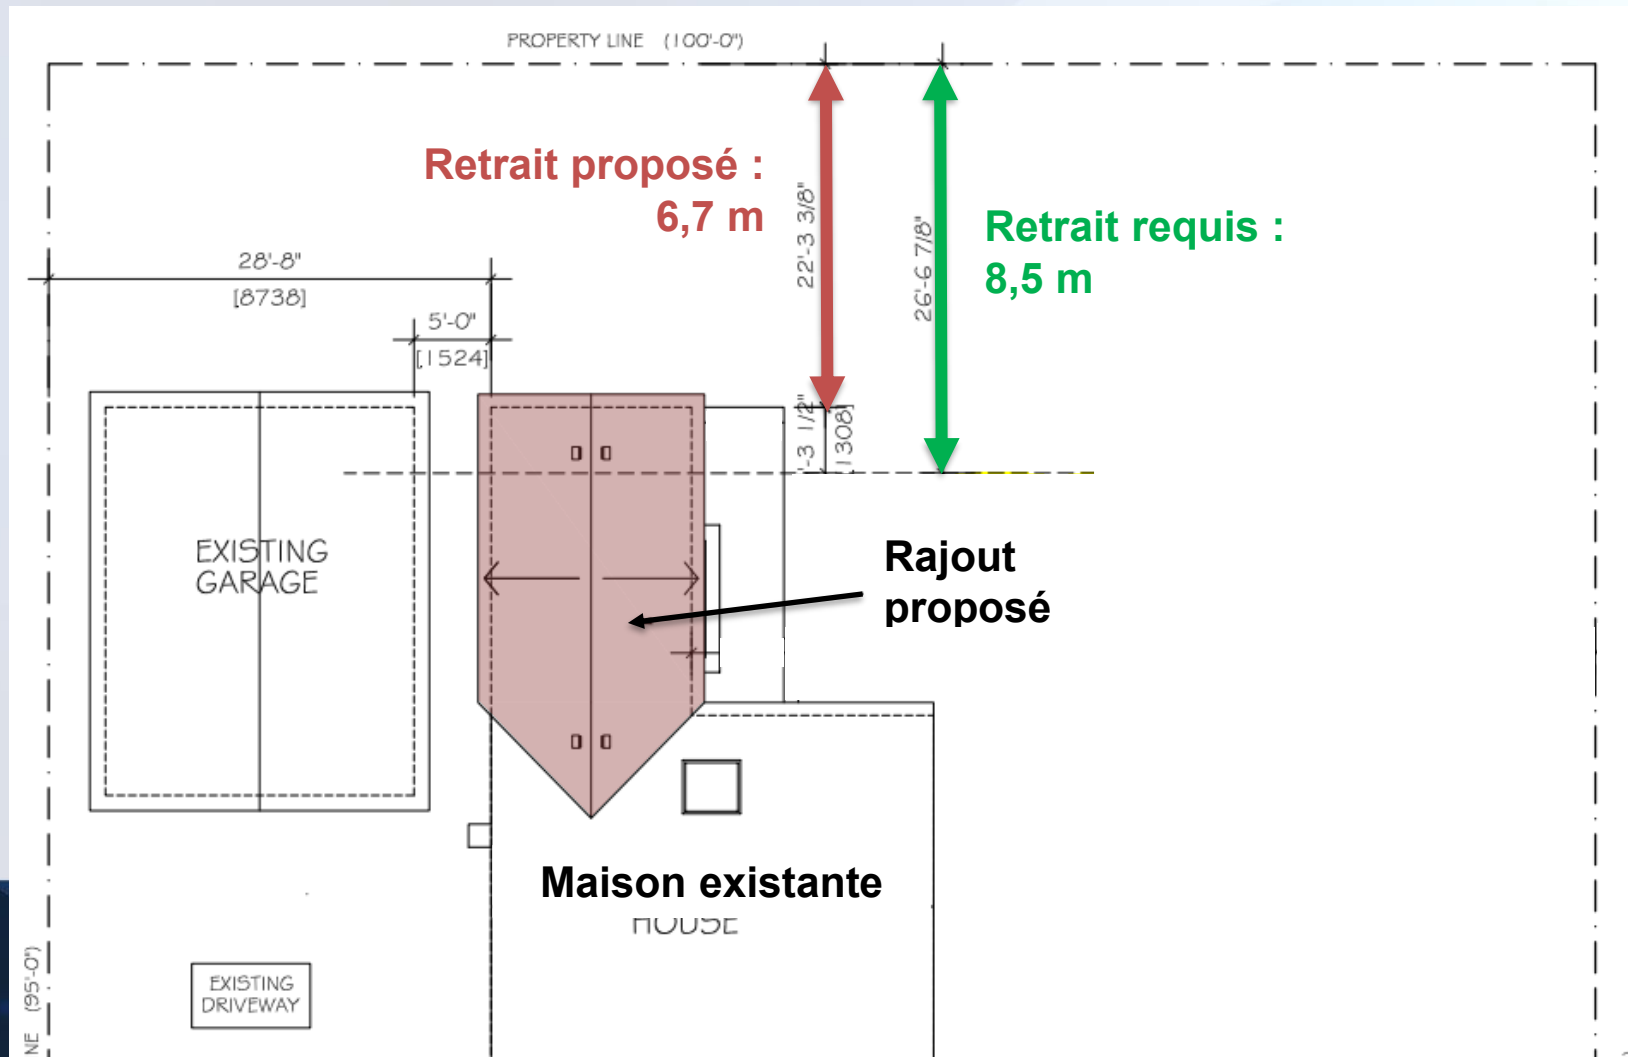 PROPERTY LINE (100'-0")
Retrait proposé :
6,7 m
22'-3 3/8"
26'-6 7/8"
Retrait requis :
8,5 m
28'-8"
[8738]
5'-0"
[1524]
'-3 1/2"
[1308]
EXISTING
GARAGE
Rajout
proposé
Maison existante
HOUSE
EXISTING
DRIVEWAY
NE (95'-0")